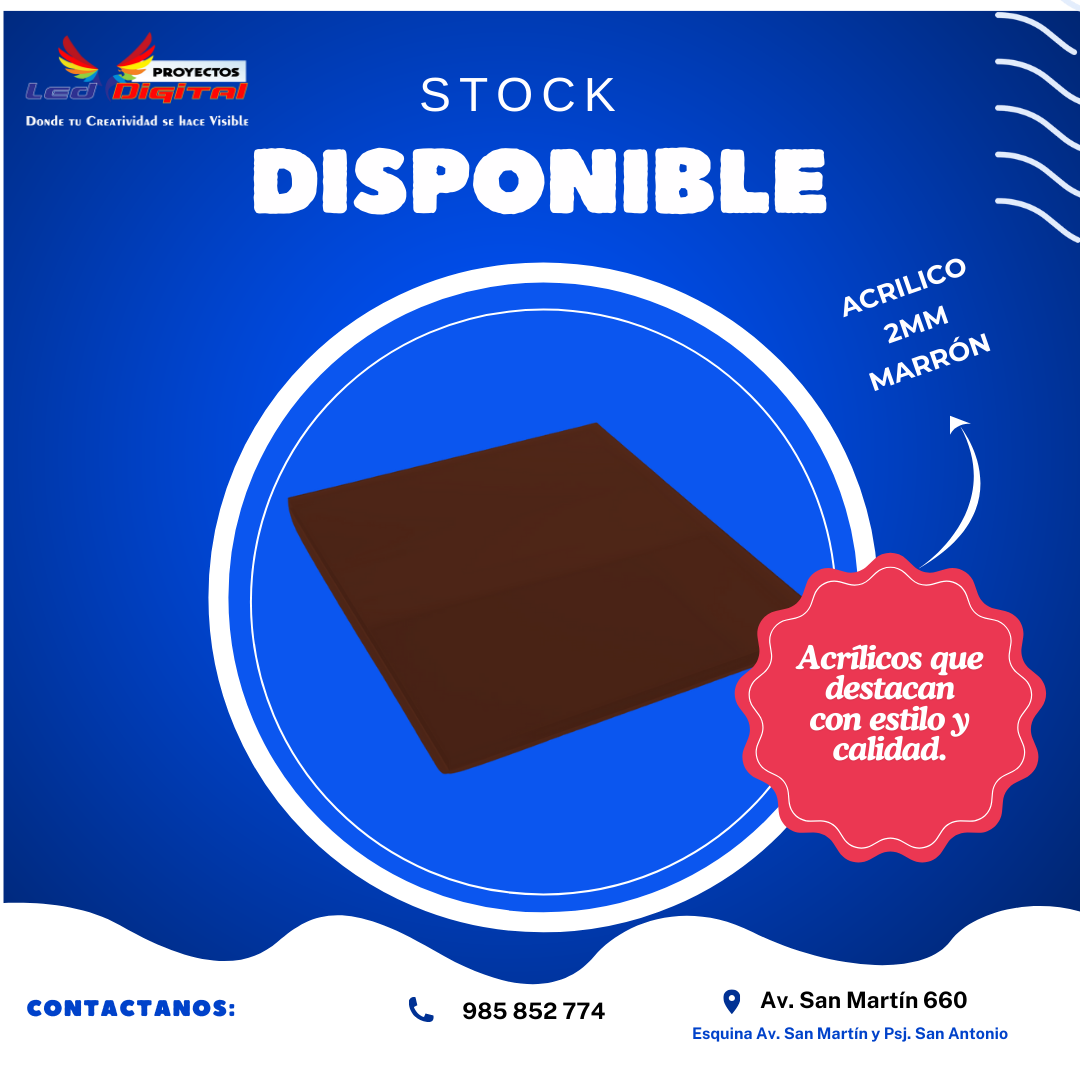 PROYECTOS
Led Digital
Donde tu Creatividad se hace Visible
STOCK
DISPONIBLE
ACRILICO
2MM
MARRÓN
Acrílicos que
destacan
con estilo y
calidad.
CONTACTANOS:
985 852 774
Av. San Martín 660
Esquina Av. San Martín y Psj. San Antonio